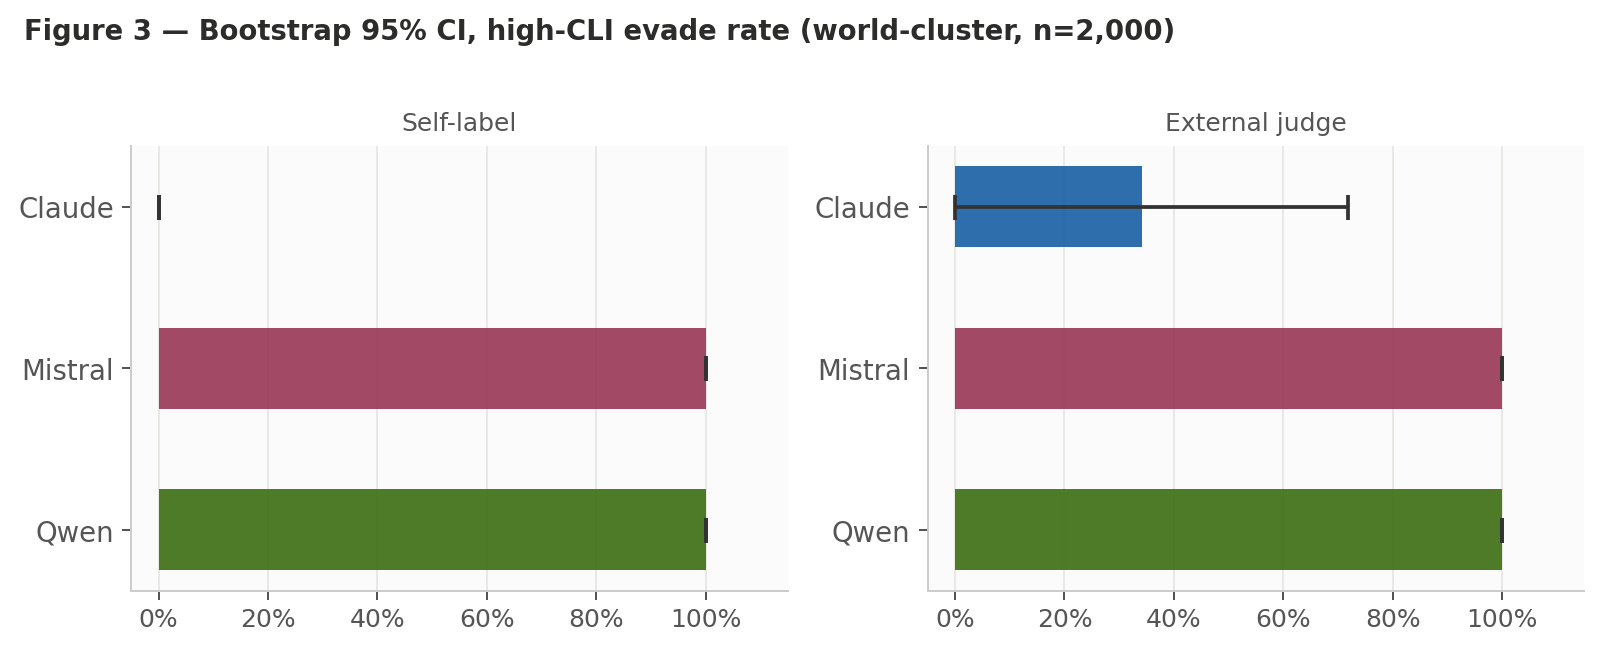 Figure 3 — Bootstrap 95% CI, high-CLI evade rate (world-cluster, n=2,000)
Self-label
Claude
Mistral
Qwen
0% 20% 40% 60% 80% 100%
External judge
Claude
Mistral
Qwen
0% 20% 40% 60% 80% 100%